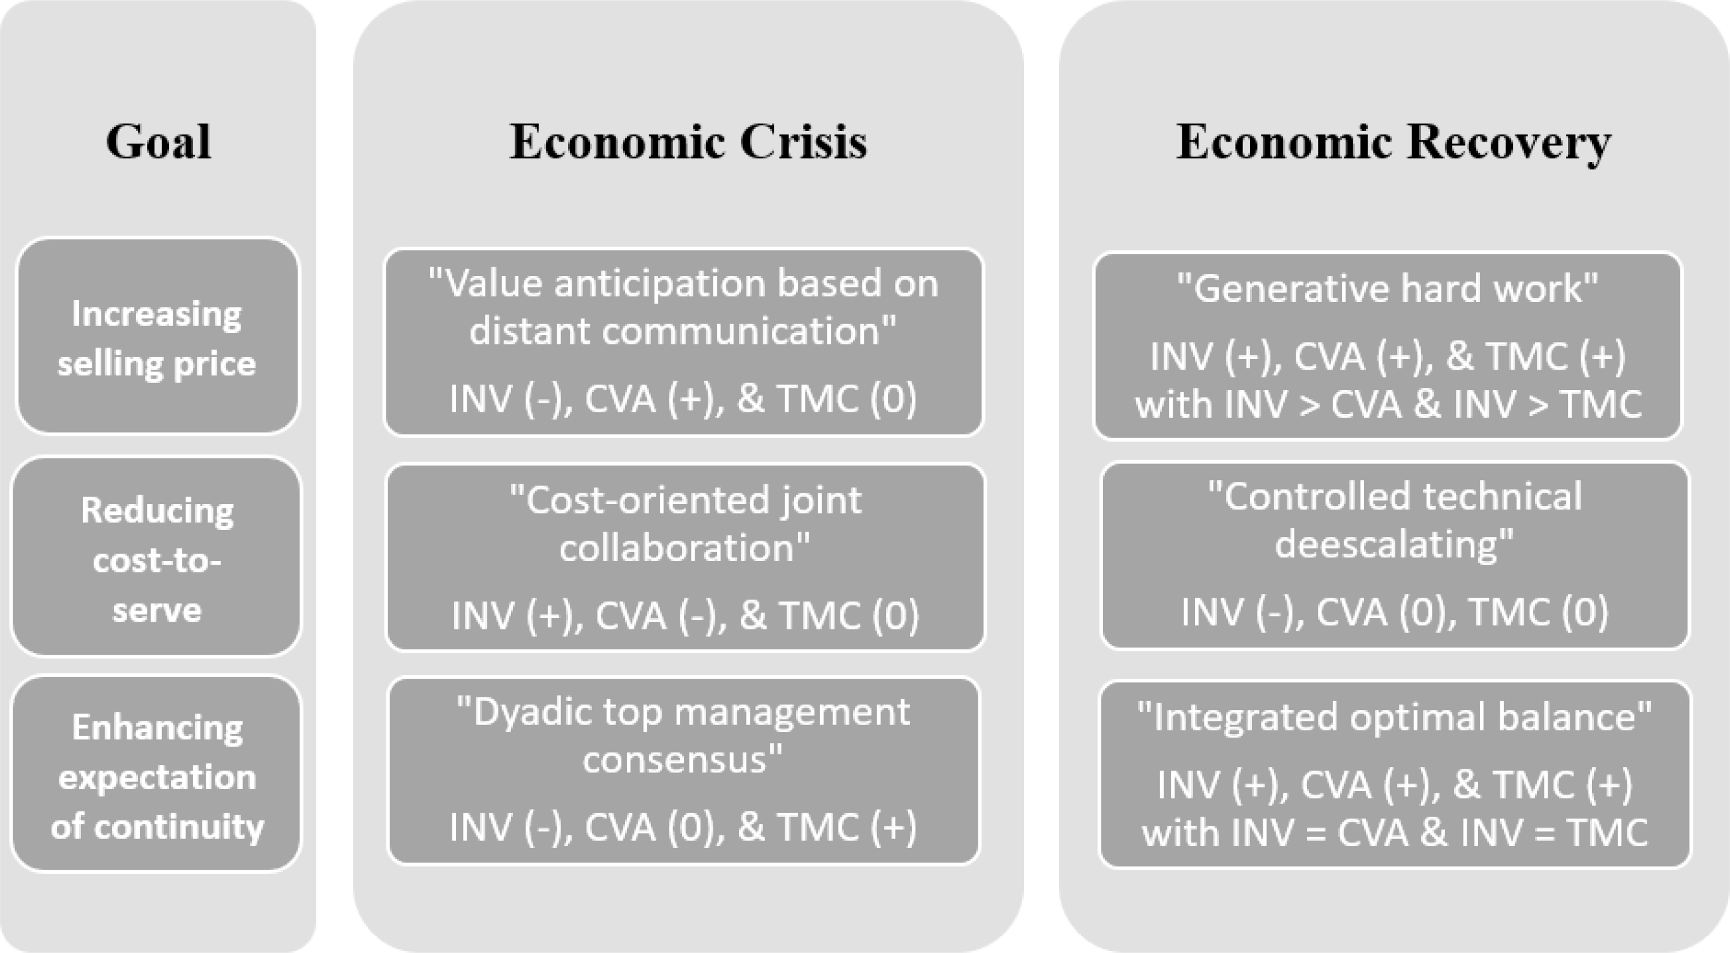 Goal
Economic Crisis
Economic Recovery
Increasing
selling price
"Value anticipation based on
distant communication"
INV (-), CVA (+), & TMC (0)
"Generative hard work"
INV (+), CVA (+), & TMC (+)
with INV > CVA & INV > TMC
Reducing
cost-to-
serve
"Cost-oriented joint
collaboration"
INV (+), CVA (-), & TMC (0)
"Controlled technical
deescalating"
INV (-), CVA (0), TMC (0)
Enhancing
expectation
of continuity
"Dyadic top management
consensus"
INV (-), CVA (0), & TMC (+)
"Integrated optimal balance"
INV (+), CVA (+), & TMC (+)
with INV = CVA & INV = TMC